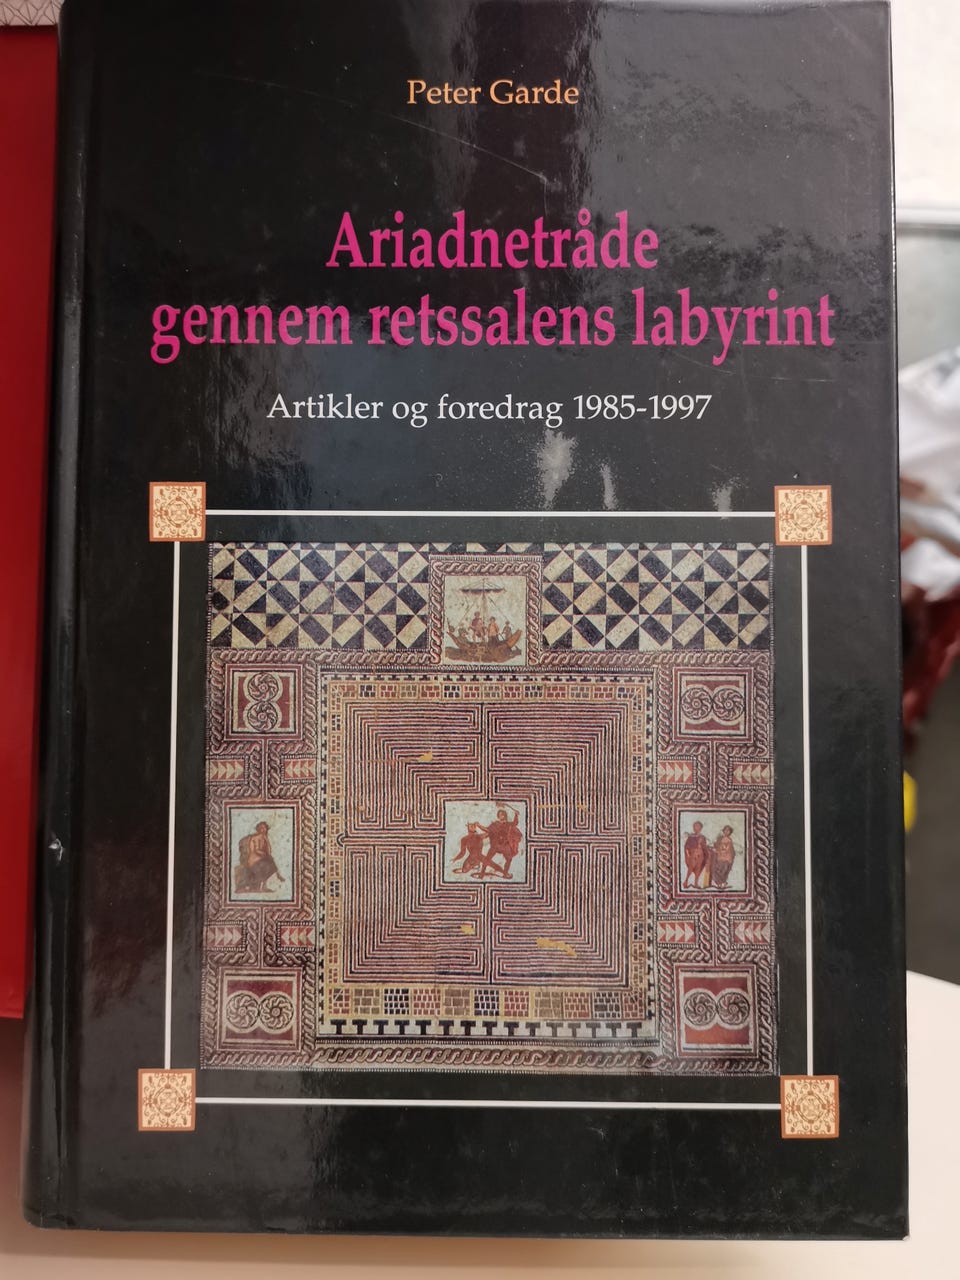 Peter Garde
Ariadnetråde
gennem retssalens labyrint
Artikler og foredrag 1985-1997